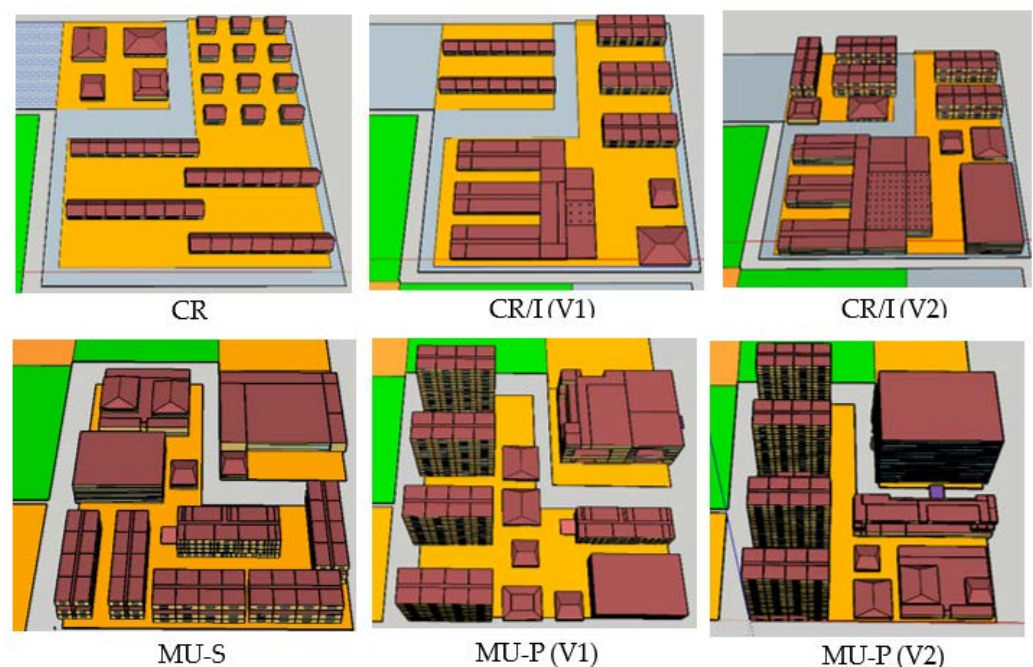 CR
CR/I (V1)
CR/I (V2)
MU-S
MU-P (V1)
MU-P (V2)